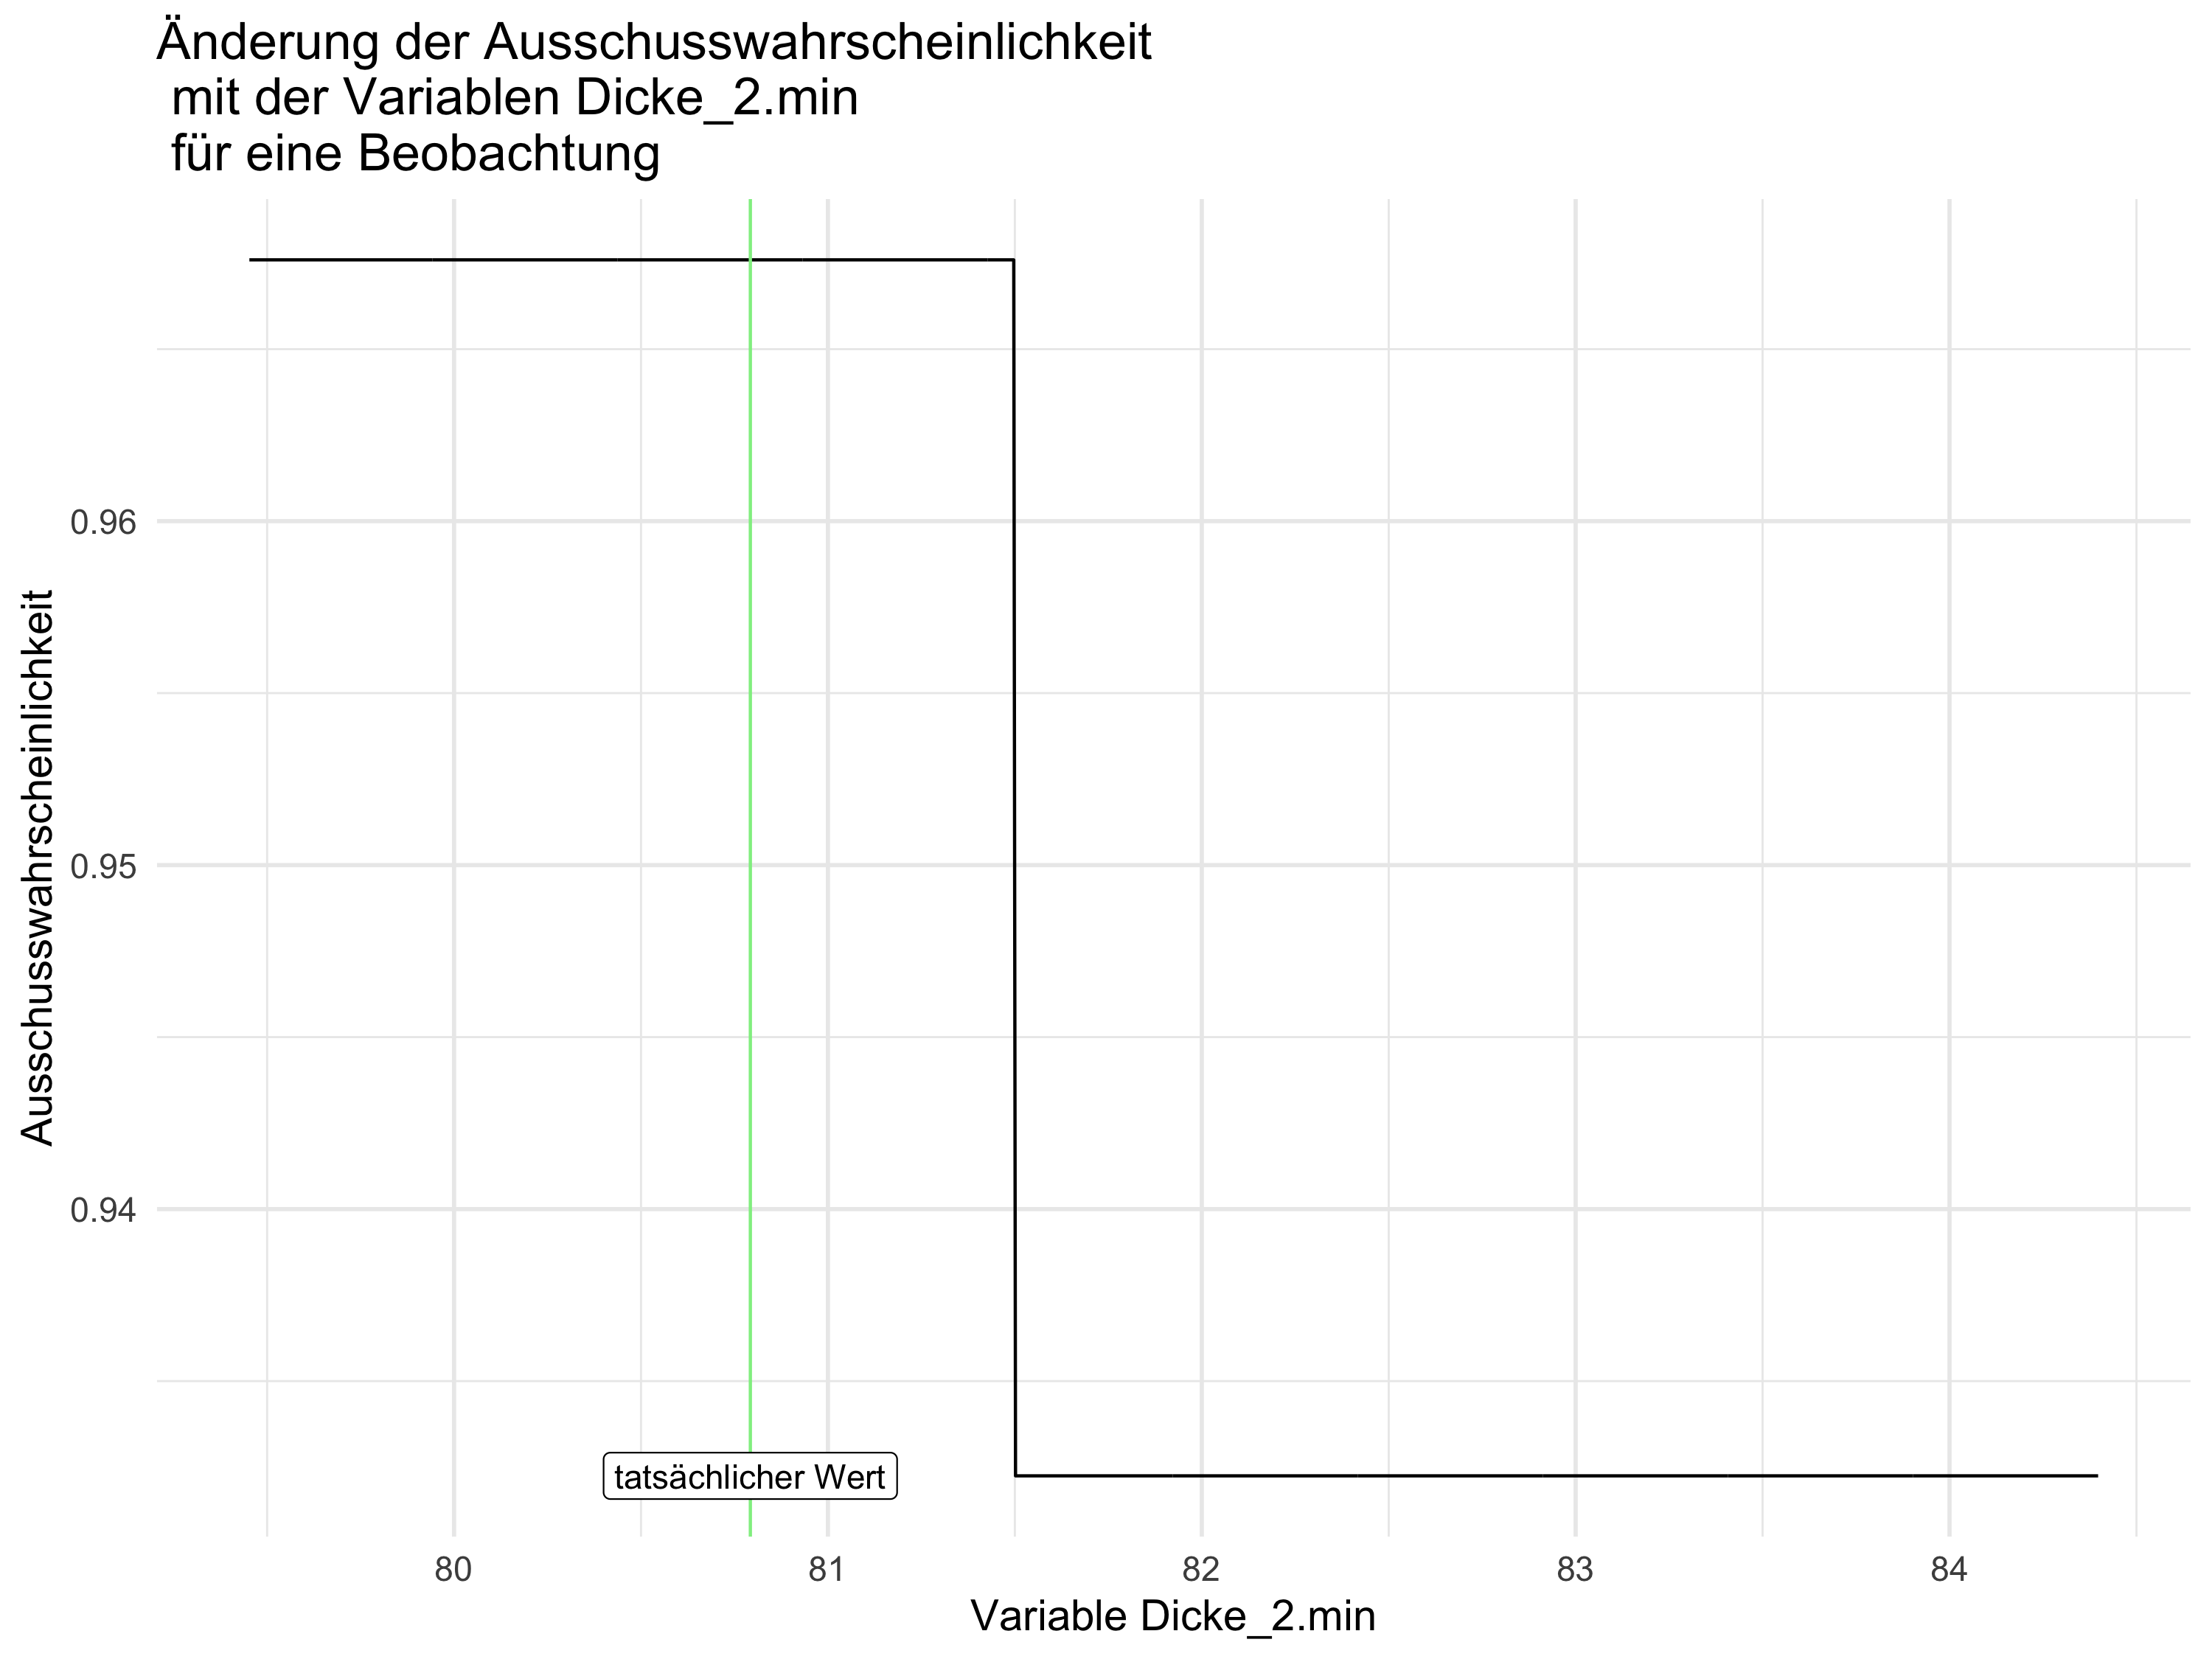 Änderung der Ausschusswahrscheinlichkeit
mit der Variablen Dicke_2.min
für eine Beobachtung
Ausschusswahrscheinlichkeit
0.96
0.95
0.94
tatsächlicher Wert
80
81
82
83
84
Variable Dicke_2.min